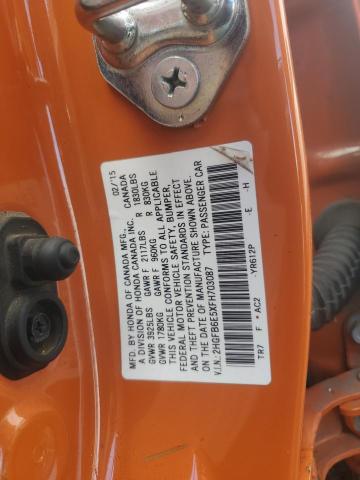 MFD. BY HONDA OF CANADA MFG. 02/15
A DIVISION OF HONDA CANADA INC. CANADA
GVWR 3925LBS GAWR F 2117LBS R 1830LBS
GVWR 1780KG GAWR F 960KG R 830KG
THIS VEHICLE CONFORMS TO ALL APPLICABLE
FEDERAL MOTOR VEHICLE SAFETY, BUMPER,
AND THEFT PREVENTION STANDARDS IN EFFECT
ON THE DATE OF MANUFACTURE SHOWN ABOVE.
V.I.N.: 2HGFB6E5XFH703087 TYPE: PASSENGER CAR
YR612P E -H
TR7 F * AC2